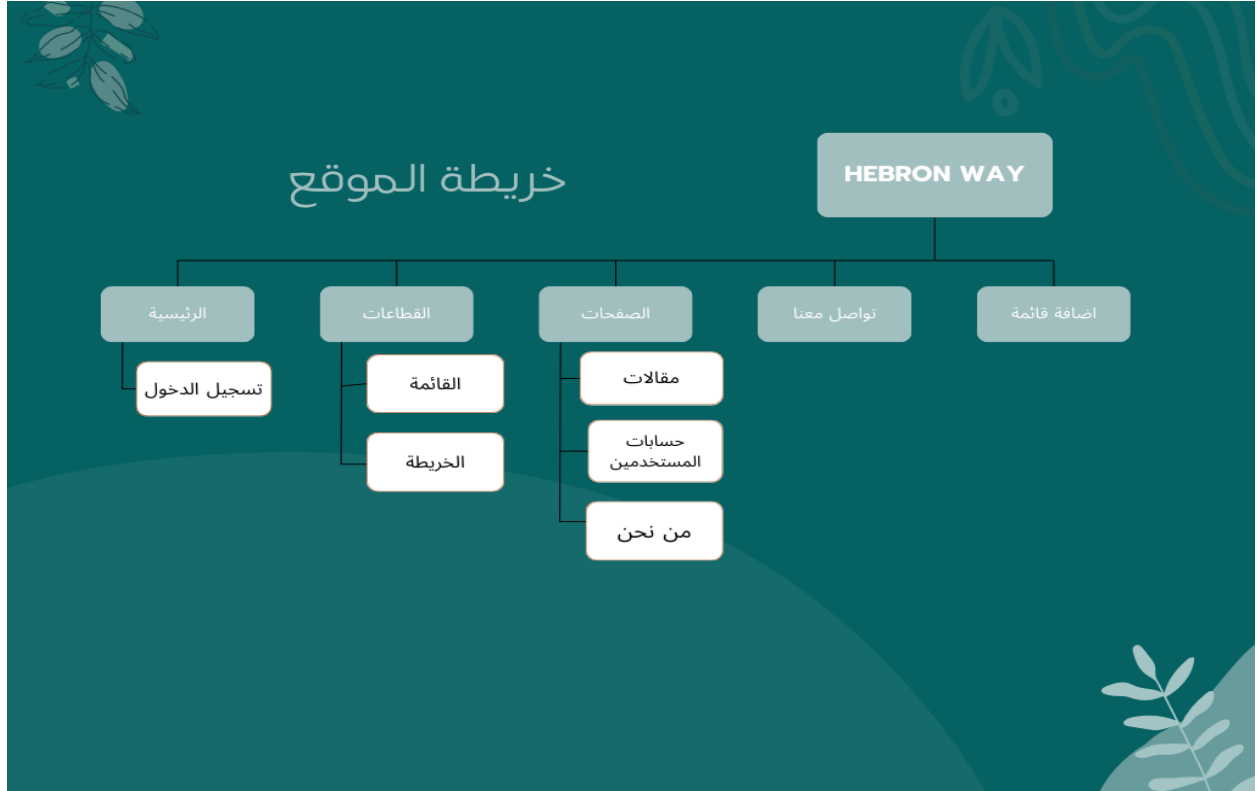 خريطة الموقع
HEBRON WAY
الرئيسية
القطاعات
الصفحات
تواصل معنا
اضافة قائمة
تسجيل الدخول
القائمة
الخريطة
مقالات
حسابات
المستخدمين
من نحن